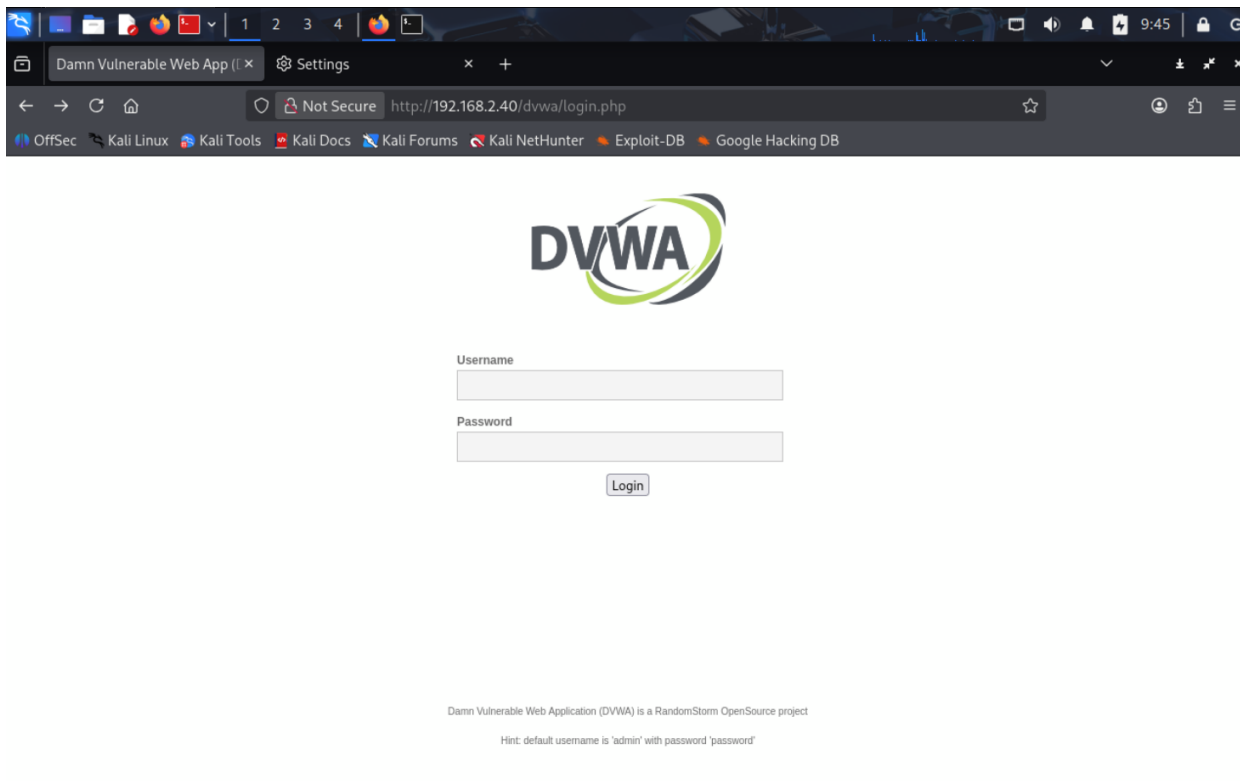 1 2 3 4 9:45
Damn Vulnerable Web App ( Settings
Not Secure http://192.168.2.40/dvwa/login.php
OffSec Kali Linux Kali Tools Kali Docs Kali Forums Kali NetHunter Exploit-DB Google Hacking DB
DVWA
Username
Password
Login
Damn Vulnerable Web Application (DVWA) is a RandomStorm OpenSource project
Hint: default username is 'admin' with password 'password'